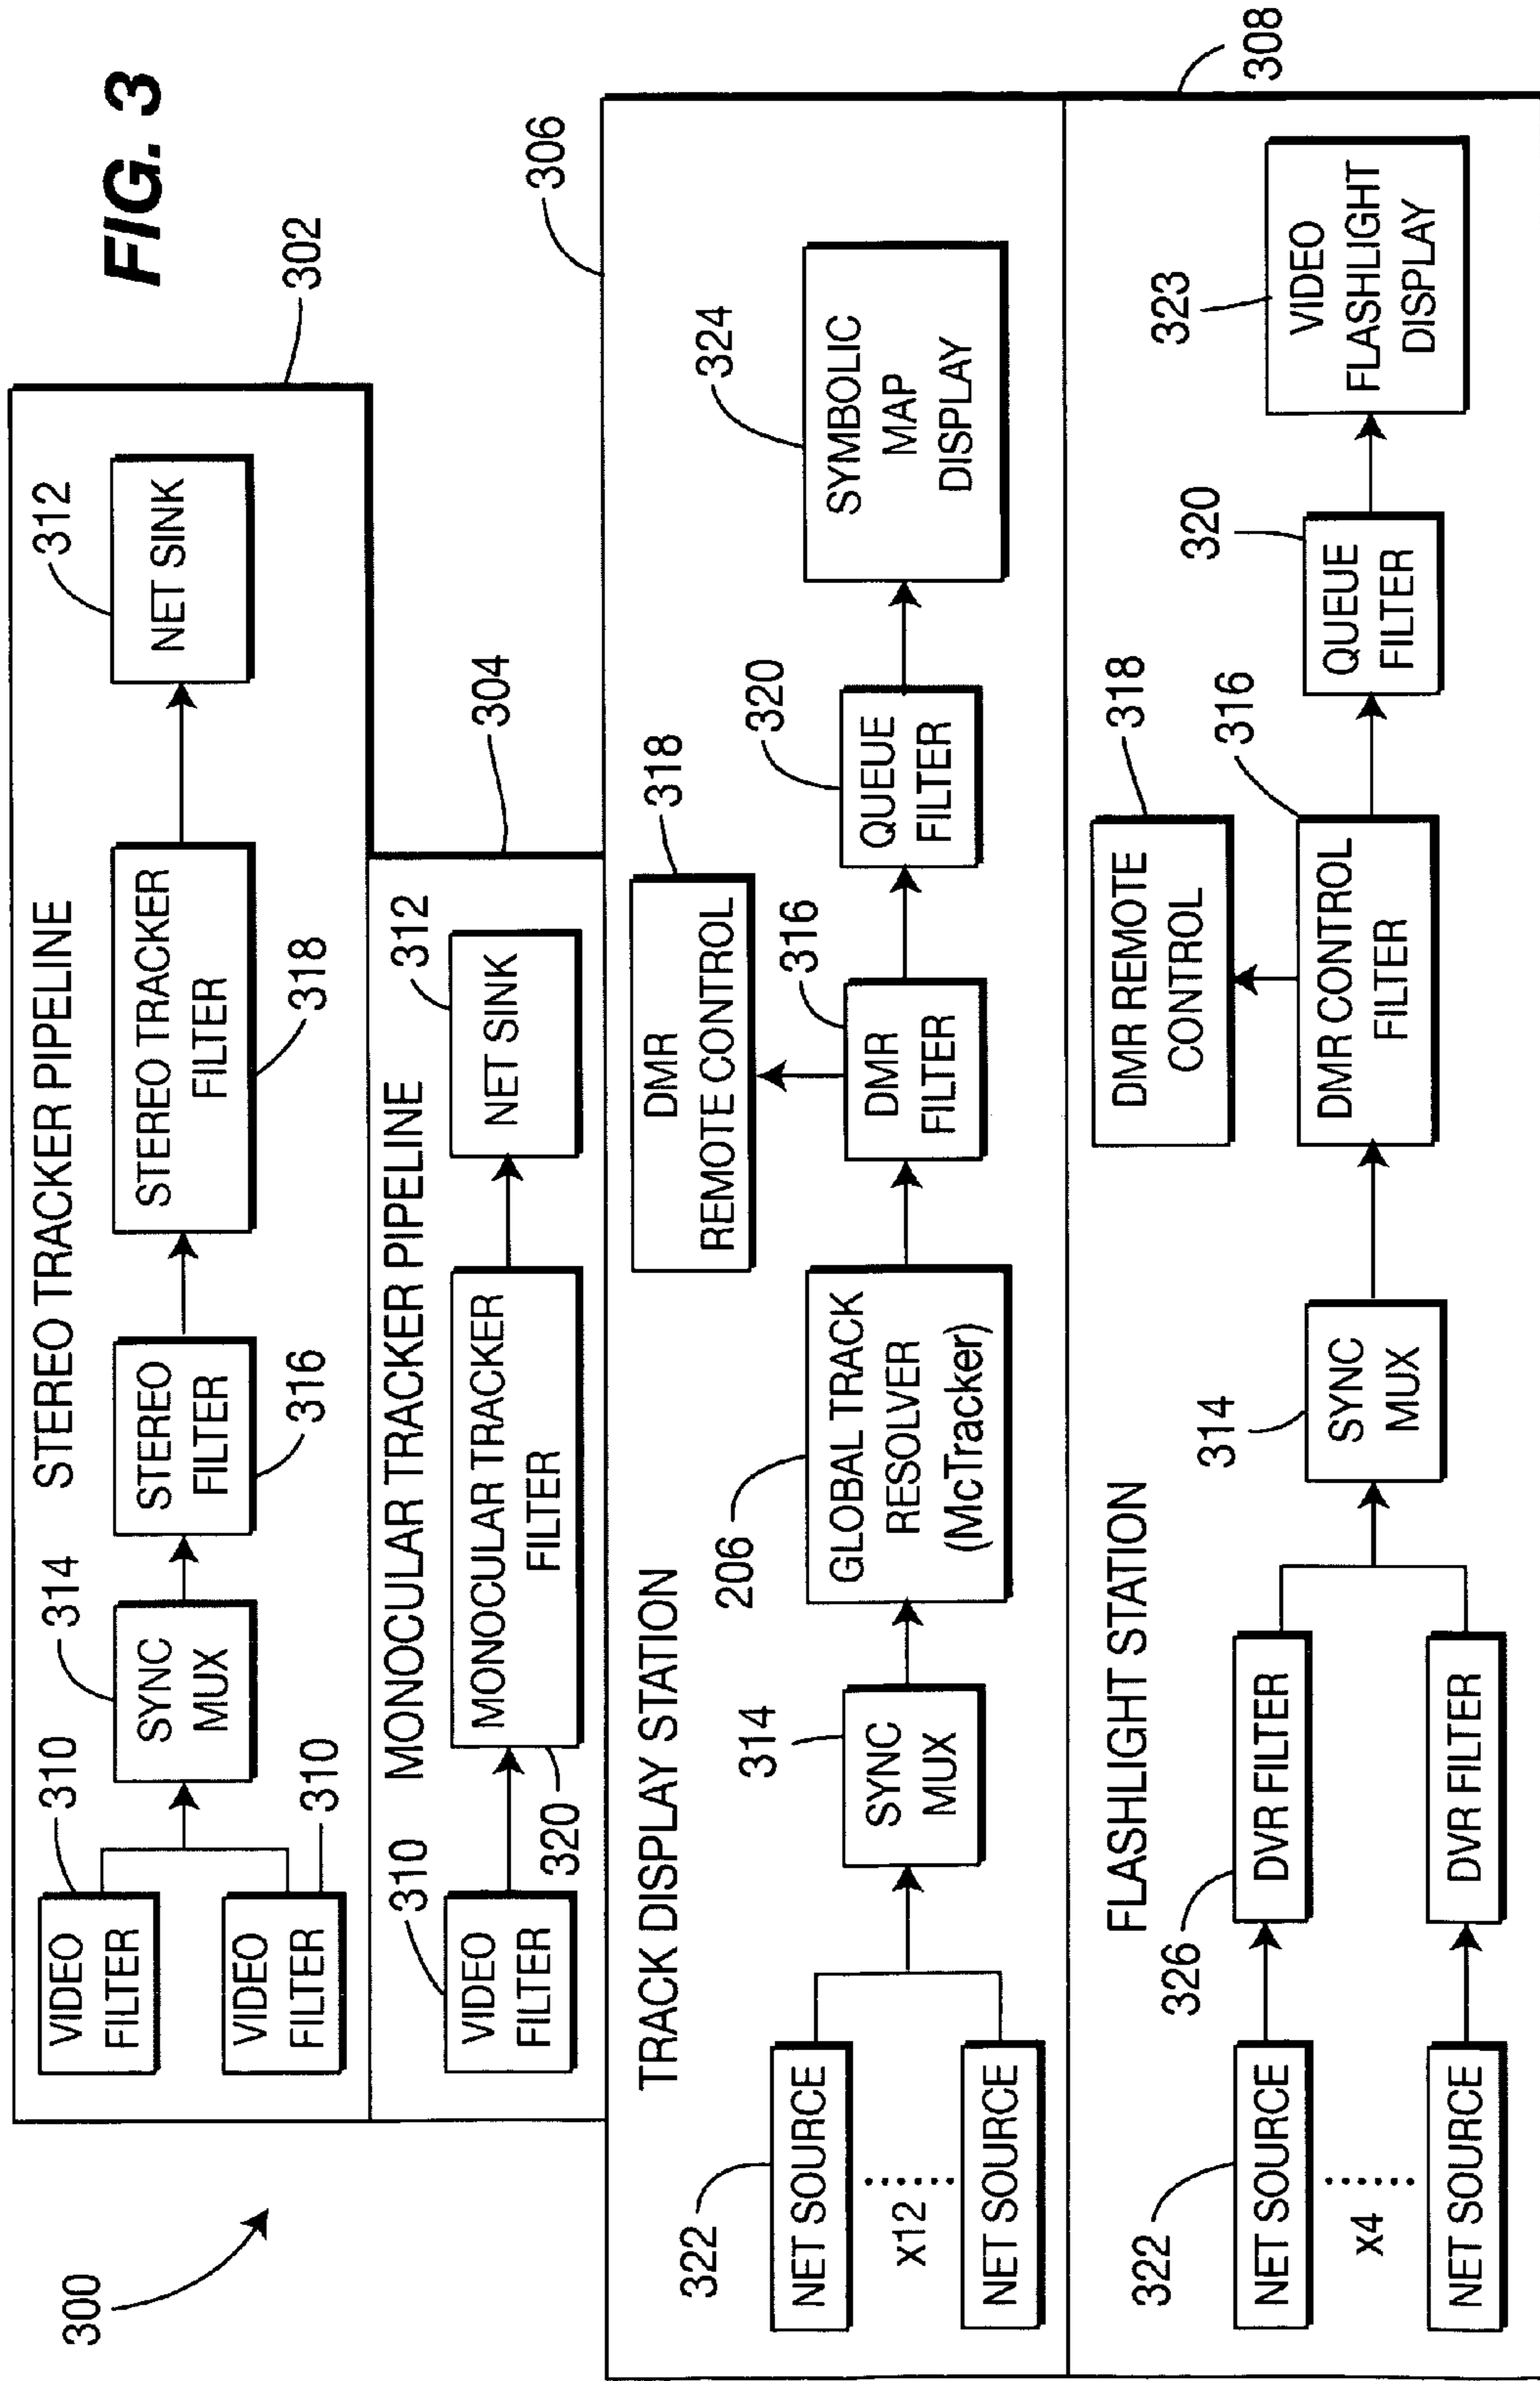 FIG. 3
300
302
STEREO TRACKER PIPELINE
310
VIDEO
FILTER
VIDEO
FILTER
310
314
SYNC
MUX
STEREO
FILTER
316
STEREO TRACKER
FILTER
318
312
NET SINK
304
MONOCULAR TRACKER PIPELINE
310
VIDEO
FILTER
320
MONOCULAR TRACKER
FILTER
312
NET SINK
306
TRACK DISPLAY STATION
322
NET SOURCE
x12
NET SOURCE
314
SYNC
MUX
206
GLOBAL TRACK
RESOLVER
(McTracker)
DMR
REMOTE CONTROL
318
316
DMR
FILTER
320
QUEUE
FILTER
324
SYMBOLIC
MAP
DISPLAY
308
FLASHLIGHT STATION
322
NET SOURCE
x4
NET SOURCE
326
DVR FILTER
DVR FILTER
314
SYNC
MUX
DMR REMOTE
CONTROL
318
316
DMR CONTROL
FILTER
320
QUEUE
FILTER
323
VIDEO
FLASHLIGHT
DISPLAY